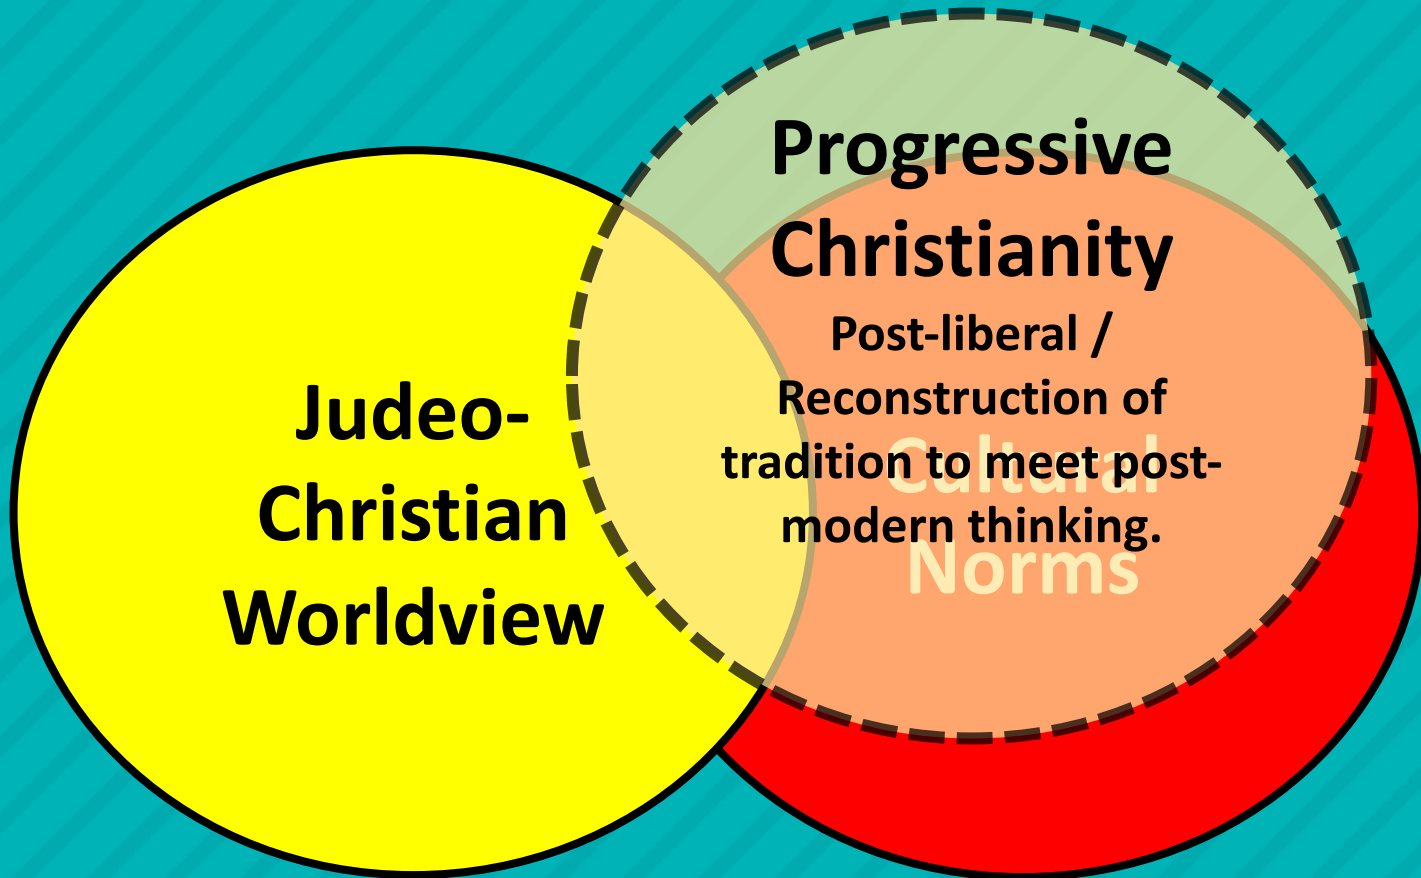 Progressive
Christianity
Post-liberal /
Reconstruction of
tradition to meet post-
modern thinking.
Judeo-
Christian
Worldview
Cultural
Norms